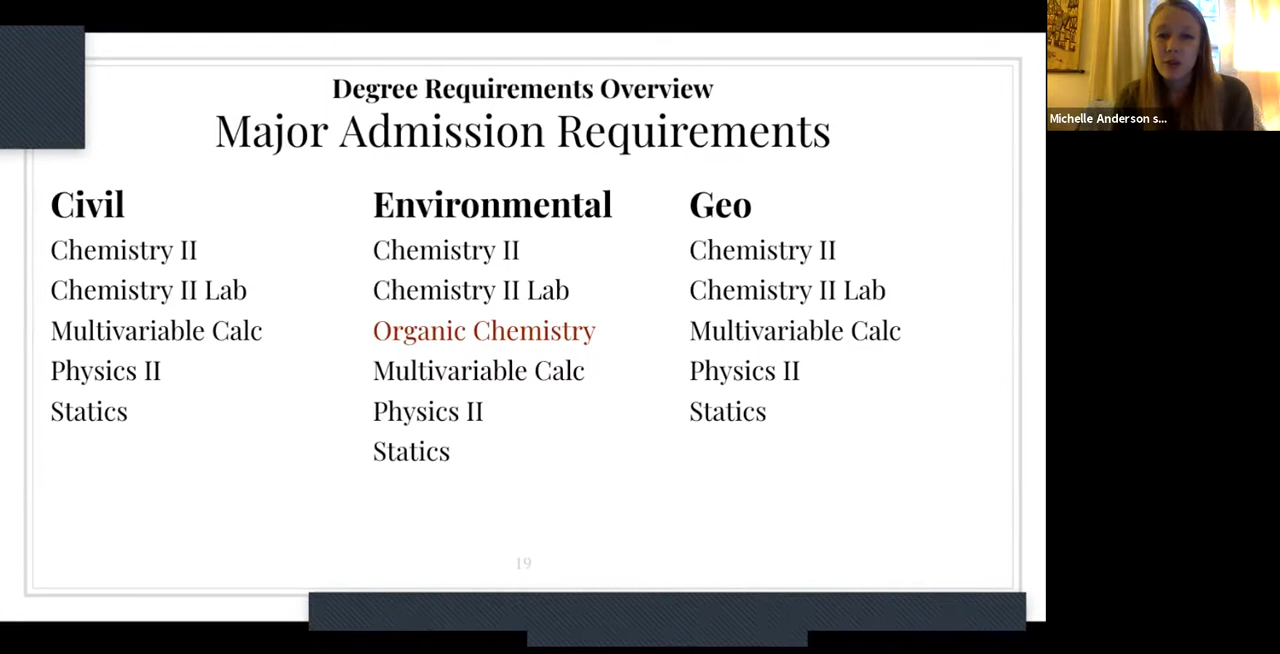 Degree Requirements Overview
Major Admission Requirements
Civil
Chemistry II
Chemistry II Lab
Multivariable Calc
Physics II
Statics
Environmental
Chemistry II
Chemistry II Lab
Organic Chemistry
Multivariable Calc
Physics II
Statics
Geo
Chemistry II
Chemistry II Lab
Multivariable Calc
Physics II
Statics
19
Michelle Anderson s...